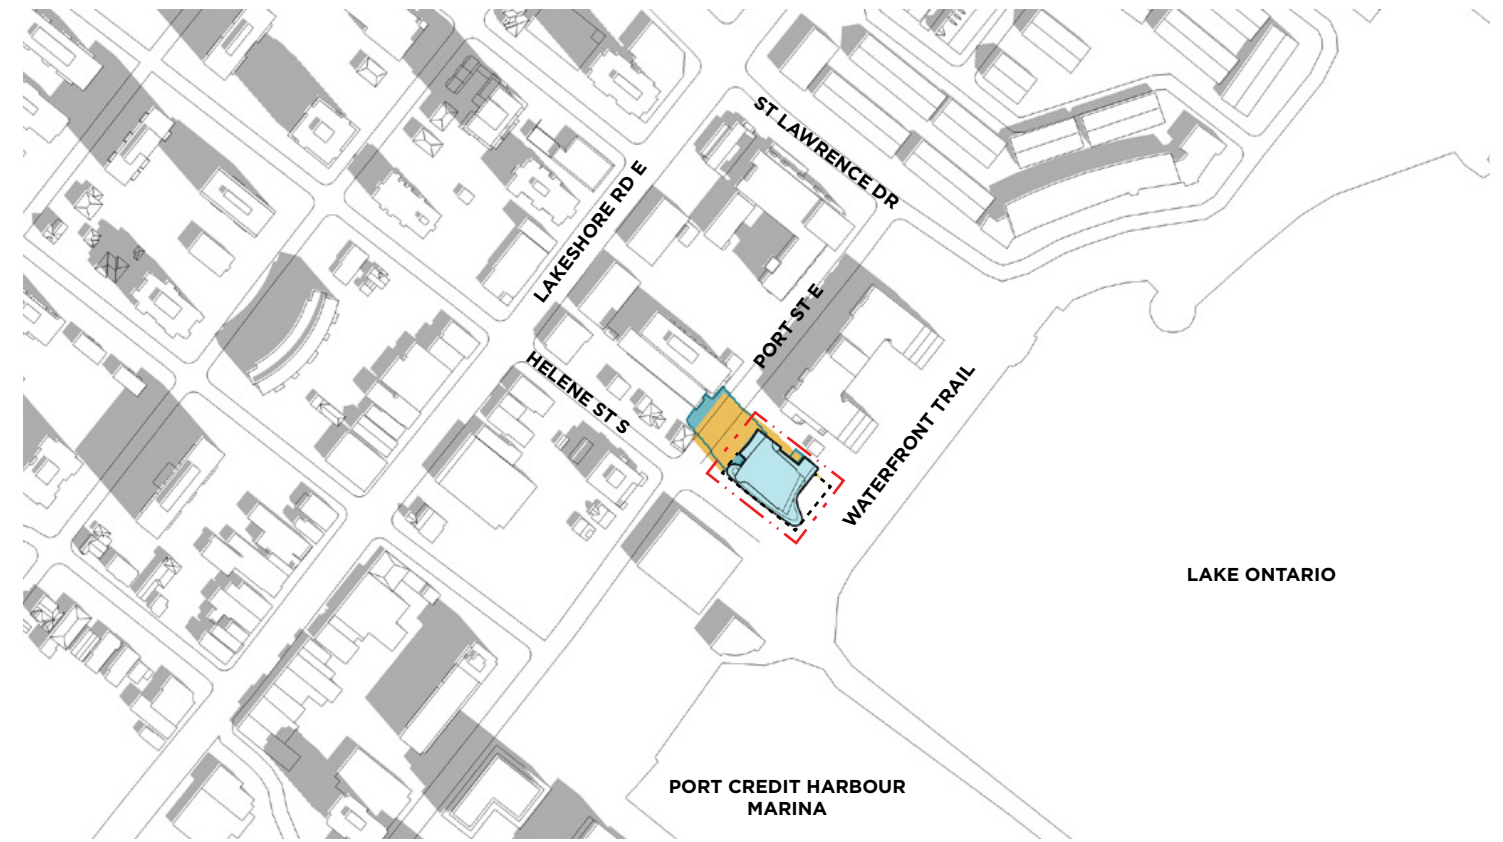 ST LAWRENCE DR
LAKESHORE RD E
PORT ST E
HELENE ST S
WATERFRONT TRAIL
LAKE ONTARIO
PORT CREDIT HARBOUR
MARINA